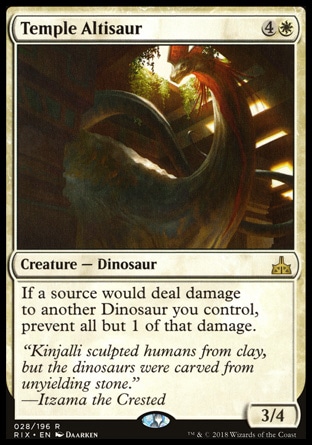 Temple Altisaur 4
Creature — Dinosaur
If a source would deal damage
to another Dinosaur you control,
prevent all but 1 of that damage.
“Kinjalli sculpted humans from clay,
but the dinosaurs were carved from
unyielding stone.”
—Itzama the Crested
3/4
028/196 R
RIX • EN DAARKEN
™ & © 2018 Wizards of the Coast